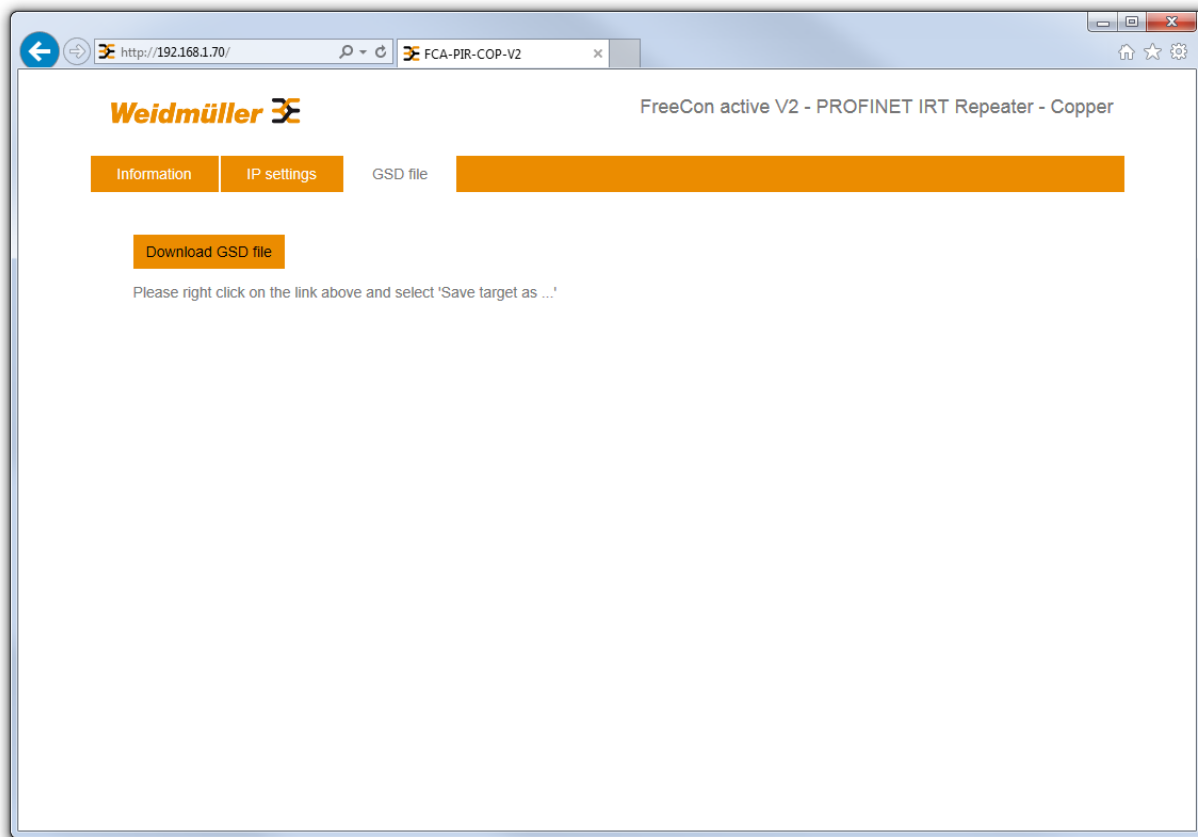 http://192.168.1.70/
FCA-PIR-COP-V2
Weidmüller
FreeCon active V2 - PROFINET IRT Repeater - Copper
Information IP settings GSD file
Download GSD file
Please right click on the link above and select 'Save target as ...'